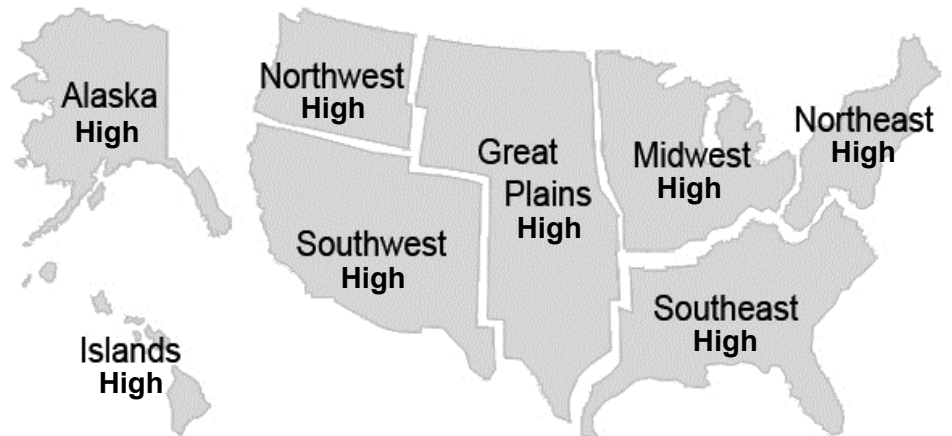 Alaska
High
Northwest
High
Great
Plains
High
Midwest
High
Northeast
High
Southwest
High
Southeast
High
Islands
High